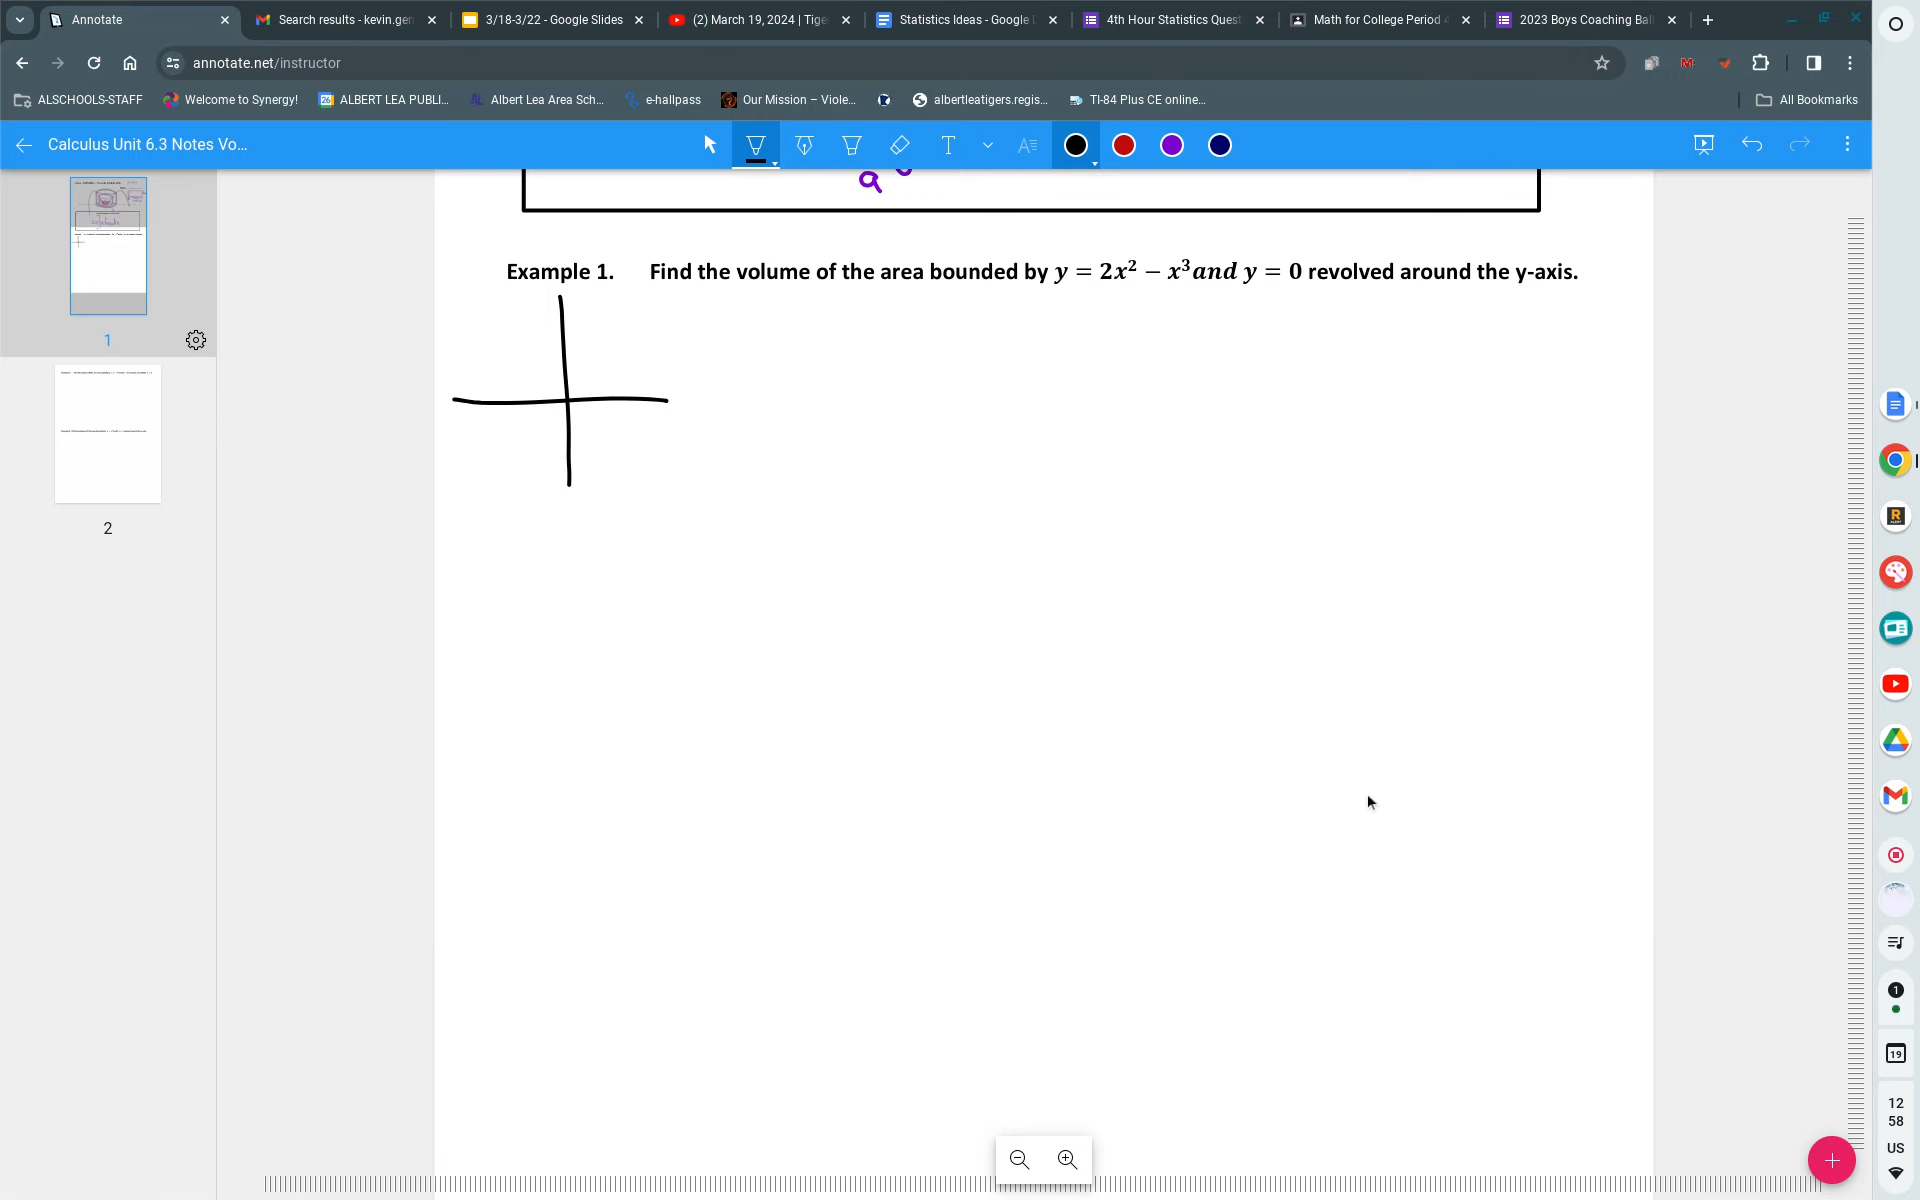 Annotate
Search results - kevin.gen
3/18-3/22 - Google Slides
(2) March 19, 2024 | Tige
Statistics Ideas - Google D
4th Hour Statistics Quest
Math for College Period 4
2023 Boys Coaching Ball
annotate.net/instructor
ALSCHOOLS-STAFF
Welcome to Synergy!
ALBERT LEA PUBLI...
Albert Lea Area Sch...
e-hallpass
Our Mission – Viole...
albertleatigers.regis...
TI-84 Plus CE online...
All Bookmarks
Calculus Unit 6.3 Notes Vo...
a
Example 1. Find the volume of the area bounded by y = 2x² − x³ and y = 0 revolved around the y-axis.
1
2
1
19
12
58
US